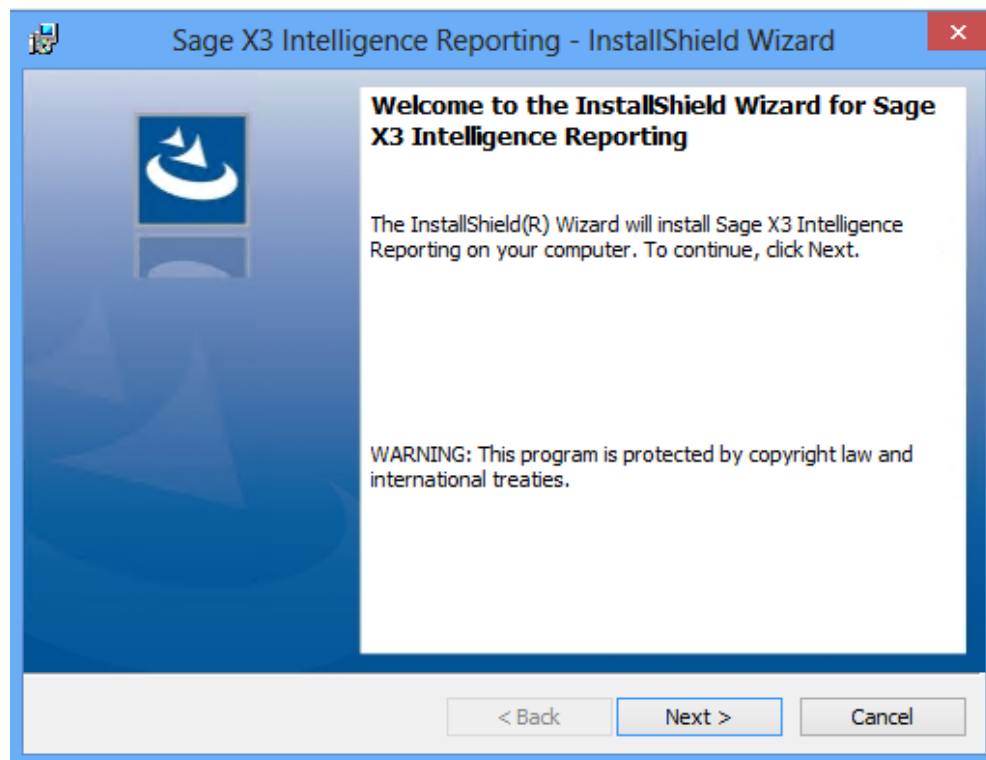 Sage X3 Intelligence Reporting - InstallShield Wizard
Welcome to the InstallShield Wizard for Sage
X3 Intelligence Reporting
The InstallShield(R) Wizard will install Sage X3 Intelligence
Reporting on your computer. To continue, click Next.
WARNING: This program is protected by copyright law and
international treaties.
< Back Next > Cancel